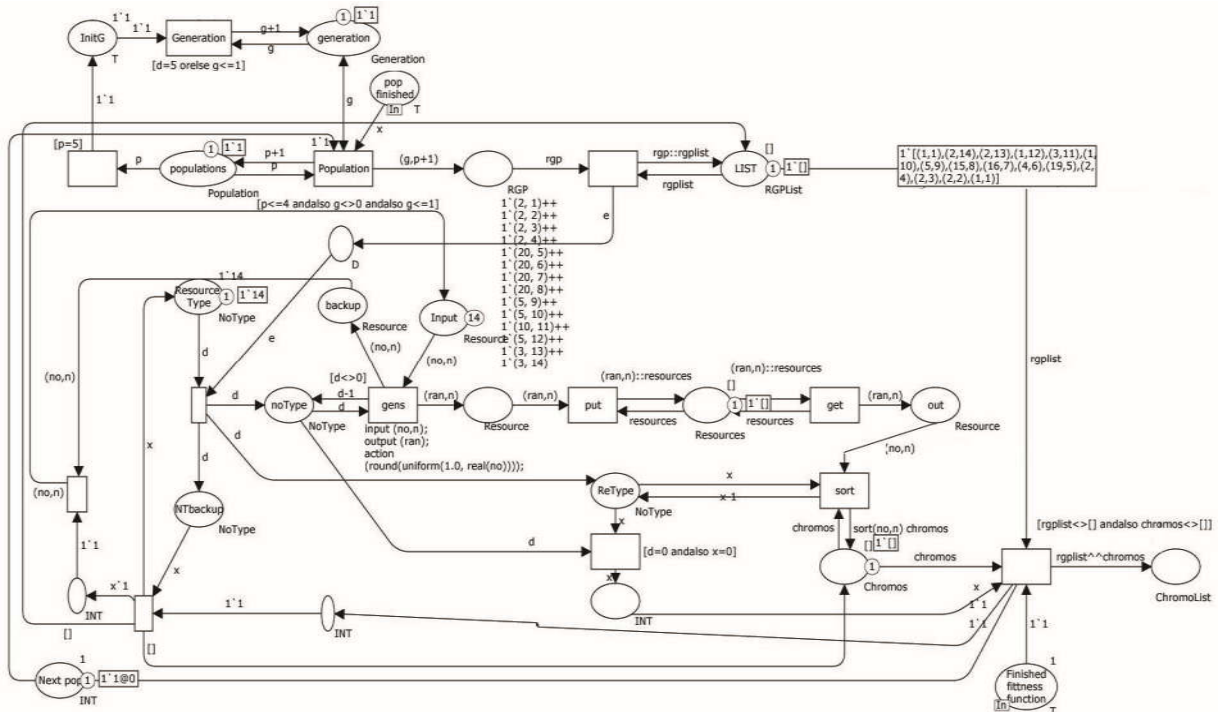 1`1
1`1
1`1
1 1`1
InitG
T
Generation
g+1
g
generation
[d=5 orelse g<=1]
Generation
pop
finished
In T
1`1
g
x
[p=5]
1 1`1
1`1
p
populations
p+1
p
Population
Population
(g,p+1)
rgp
rgp::rgplist
rgplist
[]
LIST
1 1`[]
RGPList
RGP
1`[(1,1),(2,14),(2,13),(1,12),(3,11),(1,
10),(5,9),(15,8),(16,7),(4,6),(19,5),(2,
4),(2,3),(2,2),(1,1)]
[p<=4 andalso g<>0 andalso g<=1]
1`(2, 1)++
1`(2, 2)++
1`(2, 3)++
1`(2, 4)++
1`(20, 5)++
1`(20, 6)++
1`(20, 7)++
1`(20, 8)++
1`(5, 9)++
1`(5, 10)++
1`(10, 11)++
1`(5, 12)++
1`(3, 13)++
1`(3, 14)
e
D
1`14
Resource
Type
1 1`14
NoType
backup
Resource
Input
14
Resource
e
d
(no,n)
(no,n)
(no,n)
rgplist
[d<>0]
d
noType
NoType
d-1
d
gens
(ran,n)
Resource
(ran,n)
put
(ran,n)::resources
resources
[]
1 1`[]
Resources
(ran,n)::resources
resources
get
(ran,n)
out
Resource
input (no,n);
output (ran);
action
(round(uniform(1.0, real(no))));
x
d
d
(no,n)
(no,n)
NTbackup
NoType
ReType
NoType
x
x-1
sort
x
chromos
sort(no,n) chromos
[] 1`[]
1
Chromos
d
[d=0 andalso x=0]
x
INT
1`1
x
x`1
INT
1`1
INT
[]
[]
chromos
[rgplist<>[] andalso chromos<>[]]
rgplist^^chromos
ChromoList
x
1`1
1`1
1`1
1
Next pop
1 1`1@0
INT
1
Finished
fittness
function
In
T